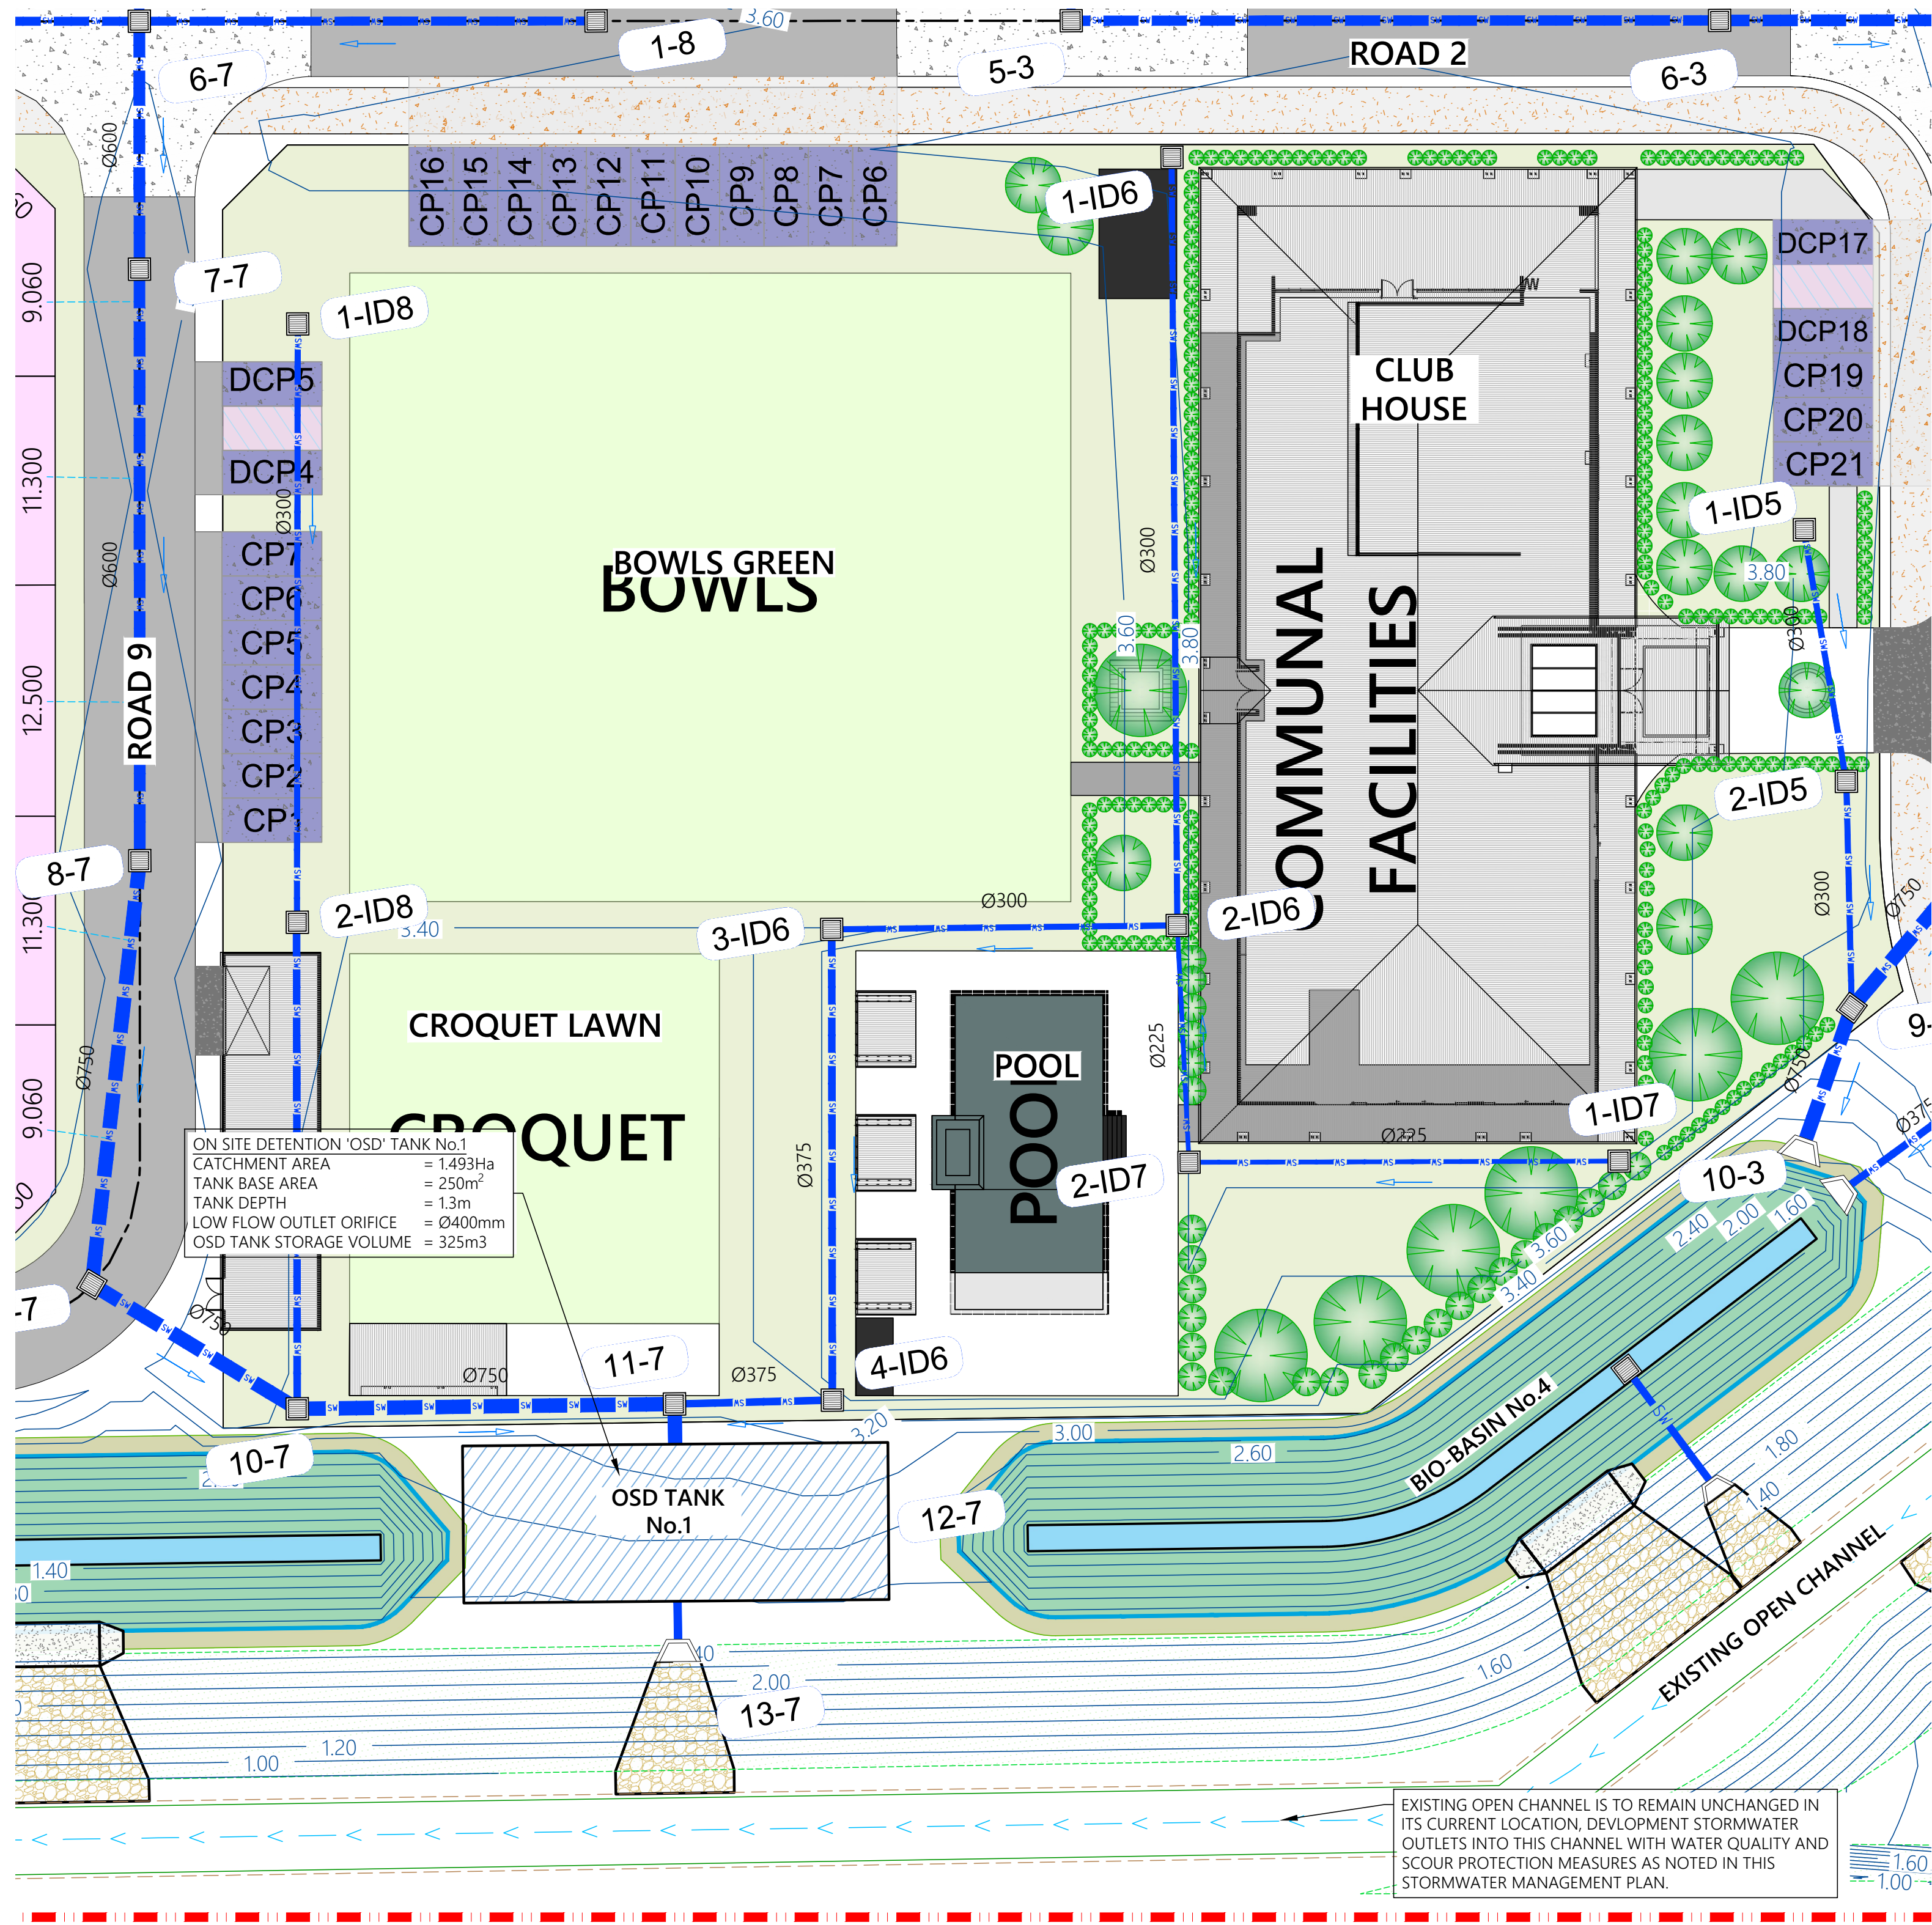 3.60
1-8
6-7
5-3
ROAD 2
6-3
Ø600
CP16
CP15
CP14
CP13
CP12
CP11
CP10
CP9
CP8
CP7
CP6
1-ID6
DCP17
7-7
9.060
1-ID8
DCP18
DCP5
CLUB
HOUSE
CP19
CP20
DCP4
CP21
11.300
Ø300
1-ID5
Ø600
CP7
Ø300
BOWLS GREEN
BOWLS
3.80
CP6
CP5
3.60
3.80
COMMUNAL
FACILITIES
Ø300
ROAD 9
12.500
CP4
CP3
CP2
2-ID5
CP1
8-7
11.300
2-ID8
3.40
3-ID6
Ø300
2-ID6
Ø300
Ø750
CROQUET LAWN
9-
POOL
POOL
Ø225
Ø750
Ø750
9.060
1-ID7
Ø375
CROQUET
Ø225
ON SITE DETENTION 'OSD' TANK No.1
CATCHMENT AREA = 1.493Ha
TANK BASE AREA = 250m²
TANK DEPTH = 1.3m
LOW FLOW OUTLET ORIFICE = Ø400mm
OSD TANK STORAGE VOLUME = 325m3
Ø375
2-ID7
10-3
2.40
2.00
1.60
3.60
3.40
-7
Ø750
11-7
4-ID6
Ø750
Ø375
3.20
3.00
2.60
BIO-BASIN No.4
1.80
1.40
10-7
OSD TANK
No.1
12-7
1.40
EXISTING OPEN CHANNEL
2.00
1.60
13-7
1.20
1.00
EXISTING OPEN CHANNEL IS TO REMAIN UNCHANGED IN
ITS CURRENT LOCATION, DEVLOPMENT STORMWATER
OUTLETS INTO THIS CHANNEL WITH WATER QUALITY AND
SCOUR PROTECTION MEASURES AS NOTED IN THIS
STORMWATER MANAGEMENT PLAN.
1.60
1.00